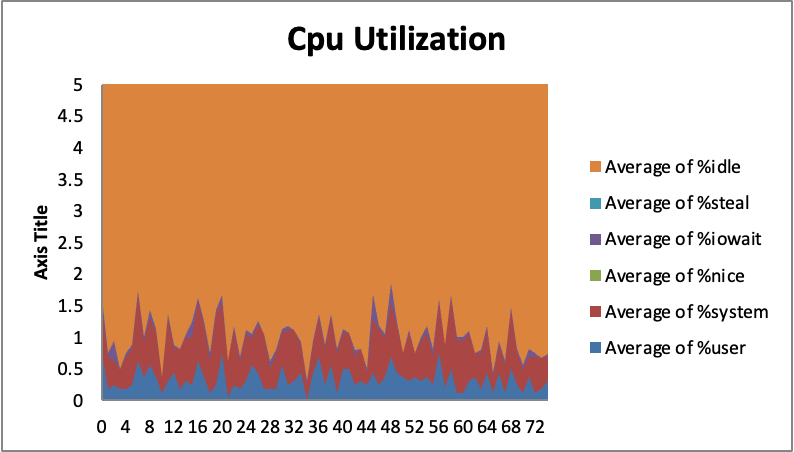 Cpu Utilization
5
4.5
4
3.5
3
2.5
2
1.5
1
0.5
0
Axis Title
0 4 8 12 16 20 24 28 32 36 40 44 48 52 56 60 64 68 72
Average of %idle
Average of %steal
Average of %iowait
Average of %nice
Average of %system
Average of %user